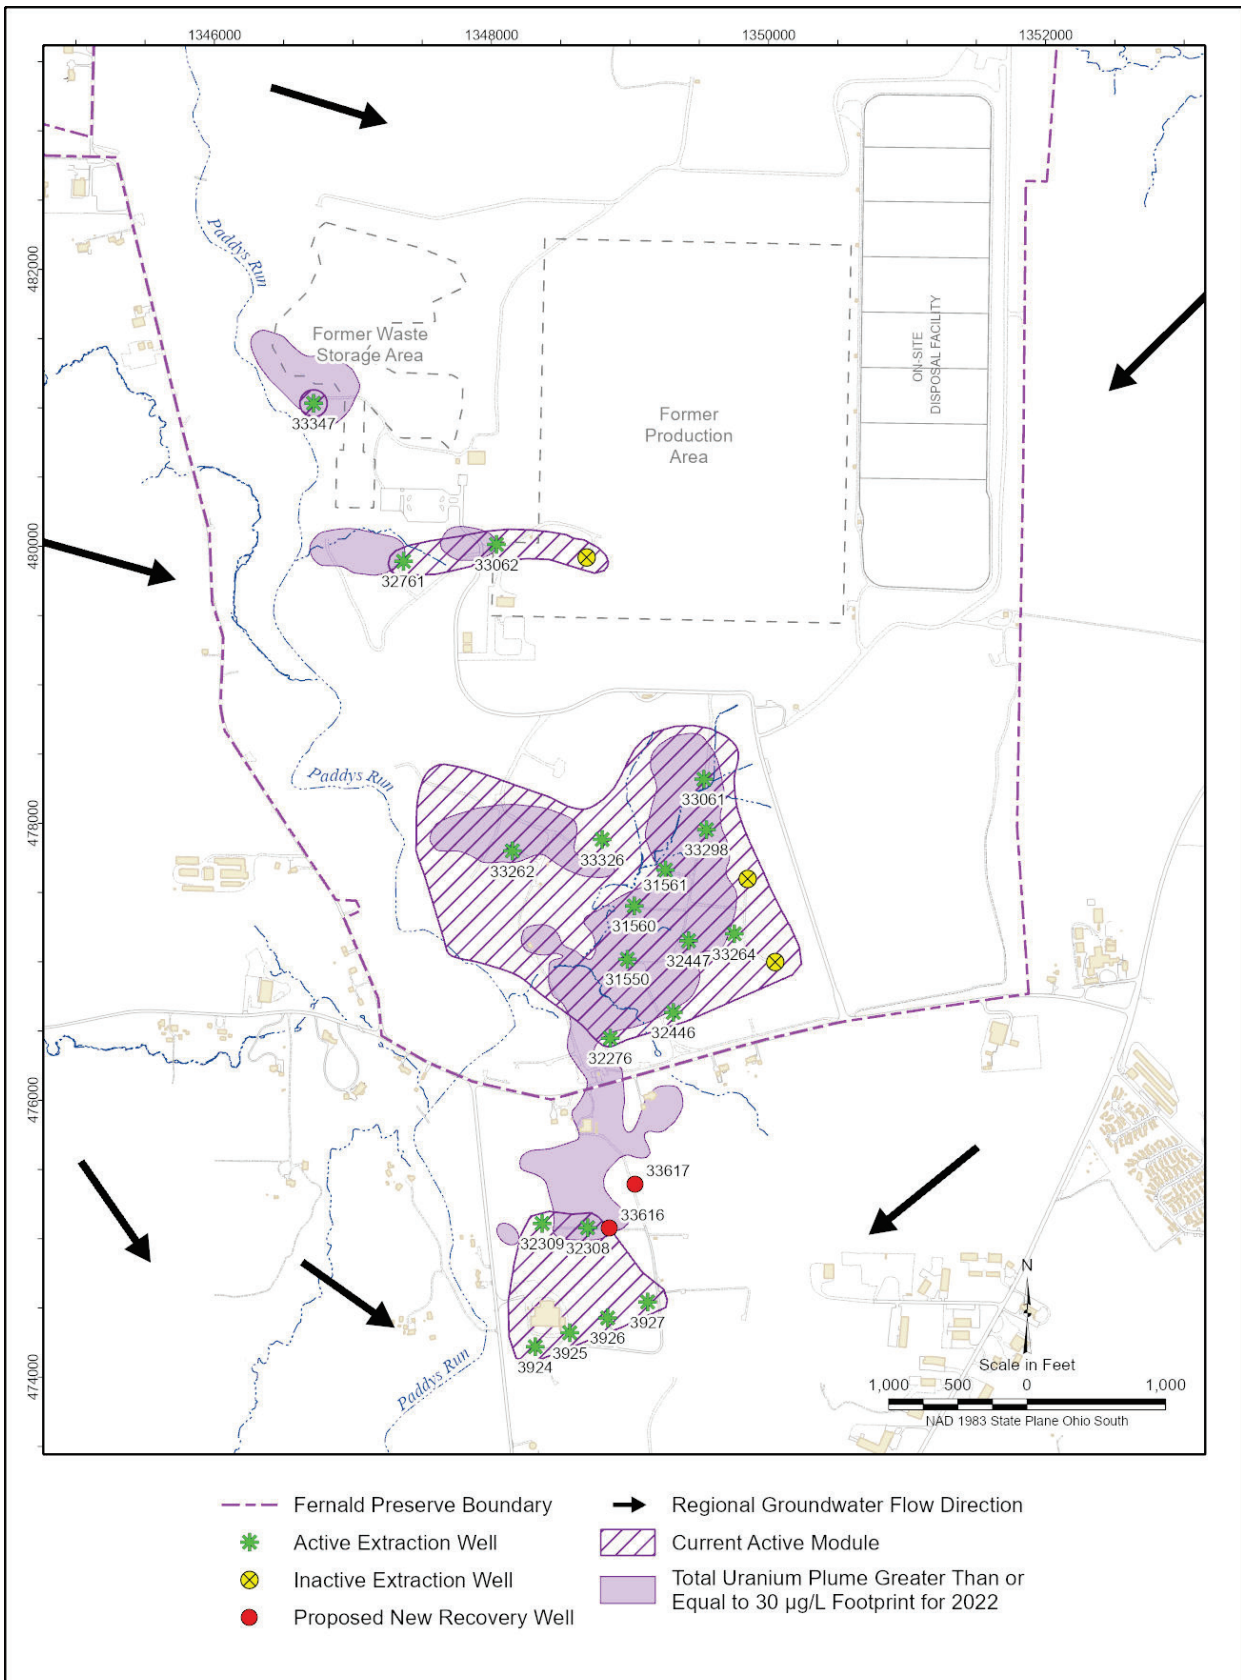 1346000
1348000
1350000
1352000
482000
480000
478000
476000
474000
Paddys Run
Former Waste
Storage Area
33347
Former
Production
Area
ON-SITE
DISPOSAL FACILITY
32761
33062
Paddys Run
33061
33298
33326
33262
31561
31560
32447
33264
31550
32446
32276
33617
33616
32309
32308
3927
3926
3925
3924
Paddys Run
N
Scale in Feet
1,000 500 0 1,000
NAD 1983 State Plane Ohio South
Fernald Preserve Boundary
Active Extraction Well
Inactive Extraction Well
Proposed New Recovery Well
Regional Groundwater Flow Direction
Current Active Module
Total Uranium Plume Greater Than or
Equal to 30 µg/L Footprint for 2022